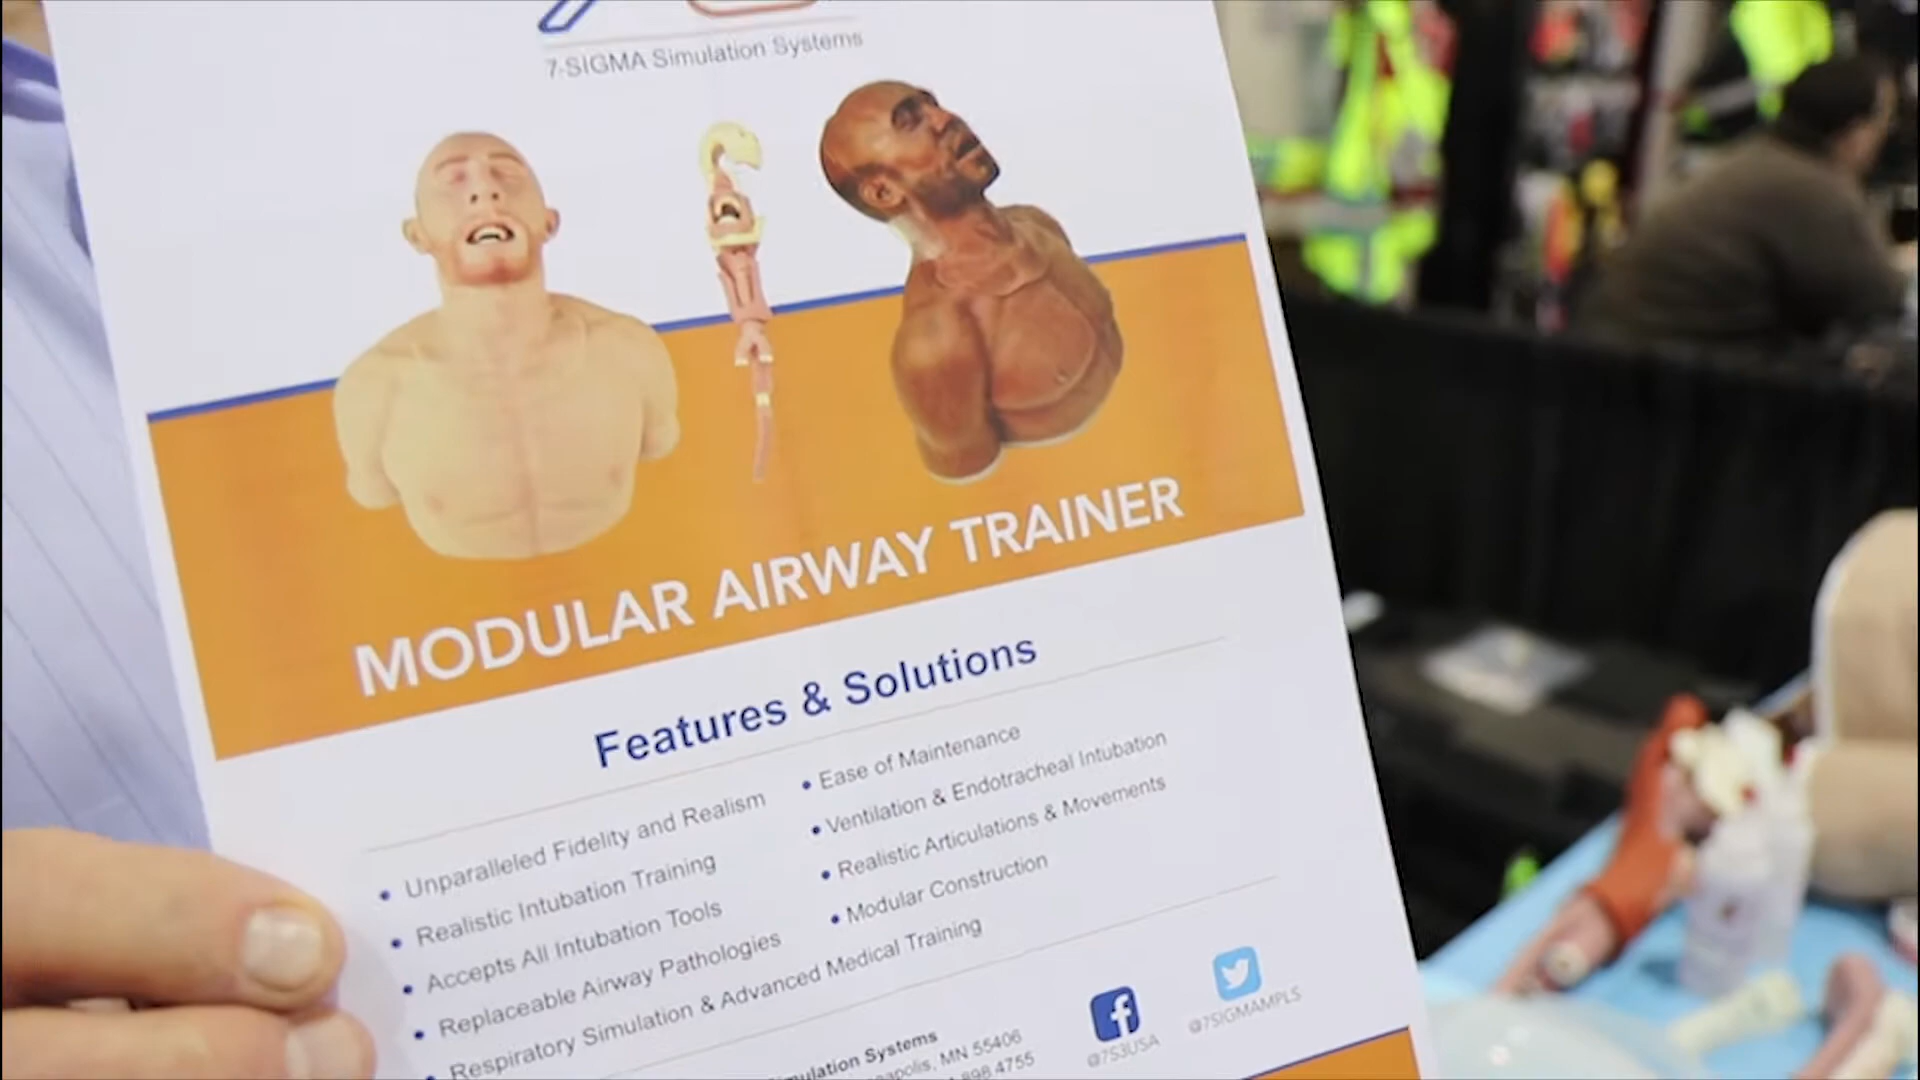 7-SIGMA Simulation Systems
MODULAR AIRWAY TRAINER
Features & Solutions
• Unparalleled Fidelity and Realism
• Realistic Intubation Training
• Accepts All Intubation Tools
• Replaceable Airway Pathologies
• Respiratory Simulation & Advanced Medical Training
• Ease of Maintenance
• Ventilation & Endotracheal Intubation
• Realistic Articulations & Movements
• Modular Construction
Systems
MN 55406
4755
@7S3USA
@7SIGMAMPLS